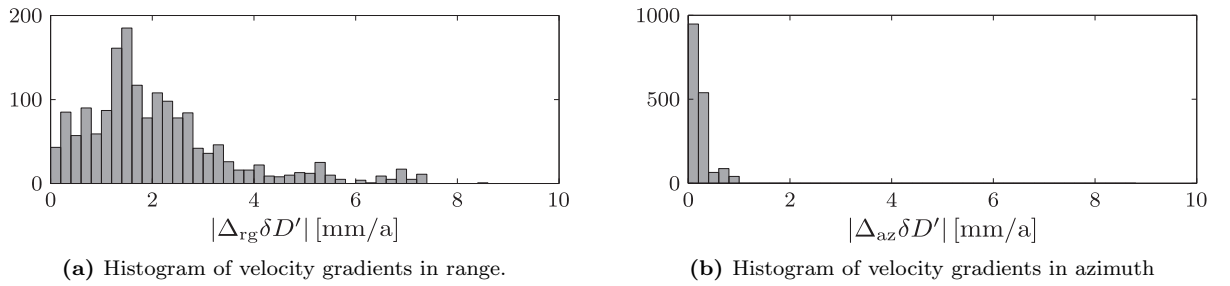 200
100
0
0 2 4 6 8 10
|Δrg δD′| [mm/a]
(a) Histogram of velocity gradients in range.
1000
500
0
0 2 4 6 8 10
|Δaz δD′| [mm/a]
(b) Histogram of velocity gradients in azimuth